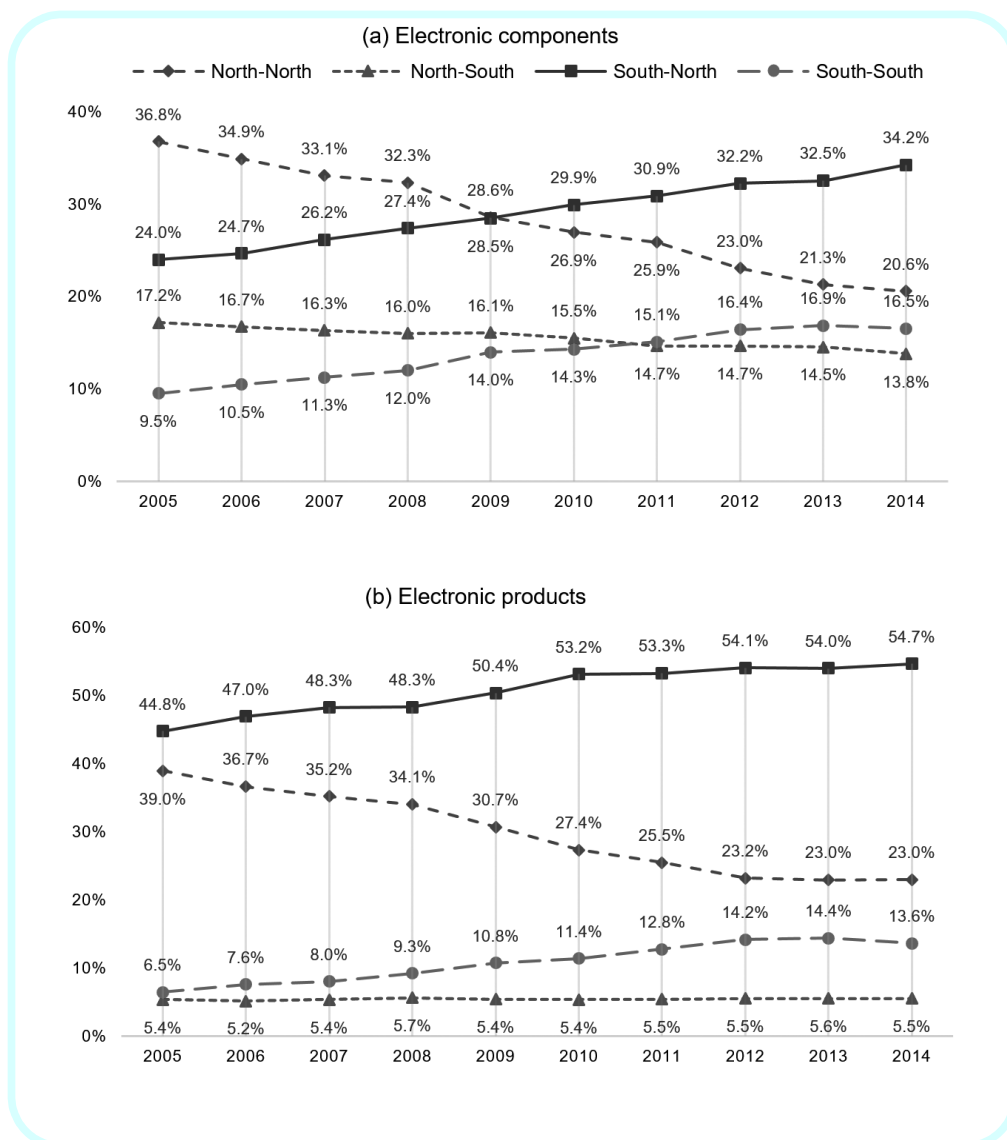 (a) Electronic components
North-North North-South South-North South-South
40%
36.8% 34.9% 33.1% 32.3% 28.6% 29.9% 30.9% 32.2% 32.5% 34.2%
30%
24.0% 24.7% 26.2% 27.4% 28.5% 26.9% 25.9% 23.0% 21.3% 20.6%
20%
17.2% 16.7% 16.3% 16.0% 16.1% 15.5% 15.1% 16.4% 16.9% 16.5%
10%
9.5% 10.5% 11.3% 12.0% 14.0% 14.3% 14.7% 14.7% 14.5% 13.8%
0%
2005 2006 2007 2008 2009 2010 2011 2012 2013 2014
(b) Electronic products
60%
44.8% 47.0% 48.3% 48.3% 50.4% 53.2% 53.3% 54.1% 54.0% 54.7%
50%
40%
39.0% 36.7% 35.2% 34.1% 30.7% 27.4% 25.5% 23.2% 23.0% 23.0%
30%
20%
6.5% 7.6% 8.0% 9.3% 10.8% 11.4% 12.8% 14.2% 14.4% 13.6%
10%
5.4% 5.2% 5.4% 5.7% 5.4% 5.4% 5.5% 5.5% 5.6% 5.5%
0%
2005 2006 2007 2008 2009 2010 2011 2012 2013 2014